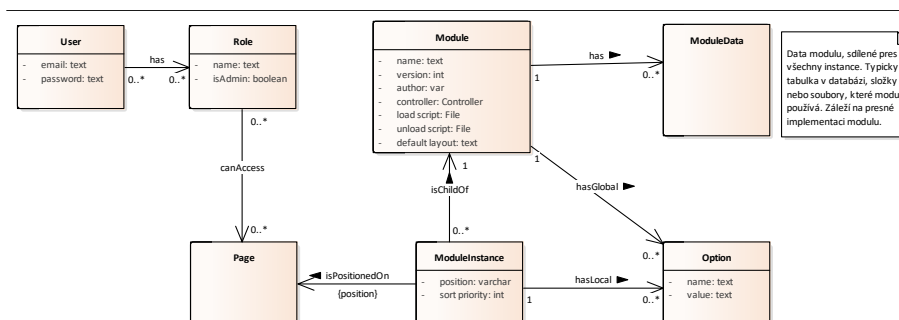 User
- email: text
- password: text
has
0..*
0..*
Role
- name: text
- isAdmin: boolean
Module
- name: text
- version: int
- author: var
- controller: Controller
- load script: File
- unload script: File
- default layout: text
has
1
0..*
ModuleData
Data modulu, sdílené pres
všechny instance. Typicky
tabulka v databázi, složky
nebo soubory, které modu
používá. Záleží na presné
implementaci modulu.
0..*
canAccess
0..*
1
isChildOf
0..*
1
hasGlobal
0..*
Page
isPositionedOn
{position}
ModuleInstance
- position: varchar
- sort priority: int
hasLocal
1
0..*
Option
- name: text
- value: text